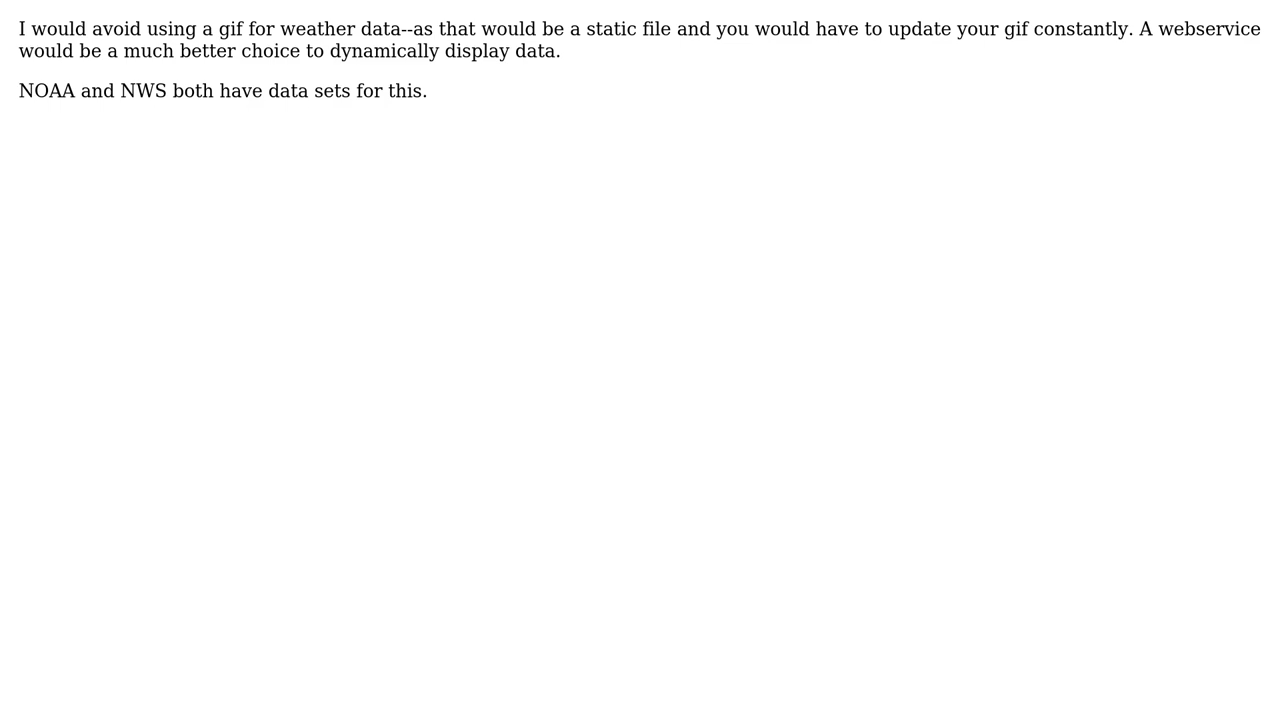 I would avoid using a gif for weather data--as that would be a static file and you would have to update your gif constantly. A webservice
would be a much better choice to dynamically display data.
NOAA and NWS both have data sets for this.